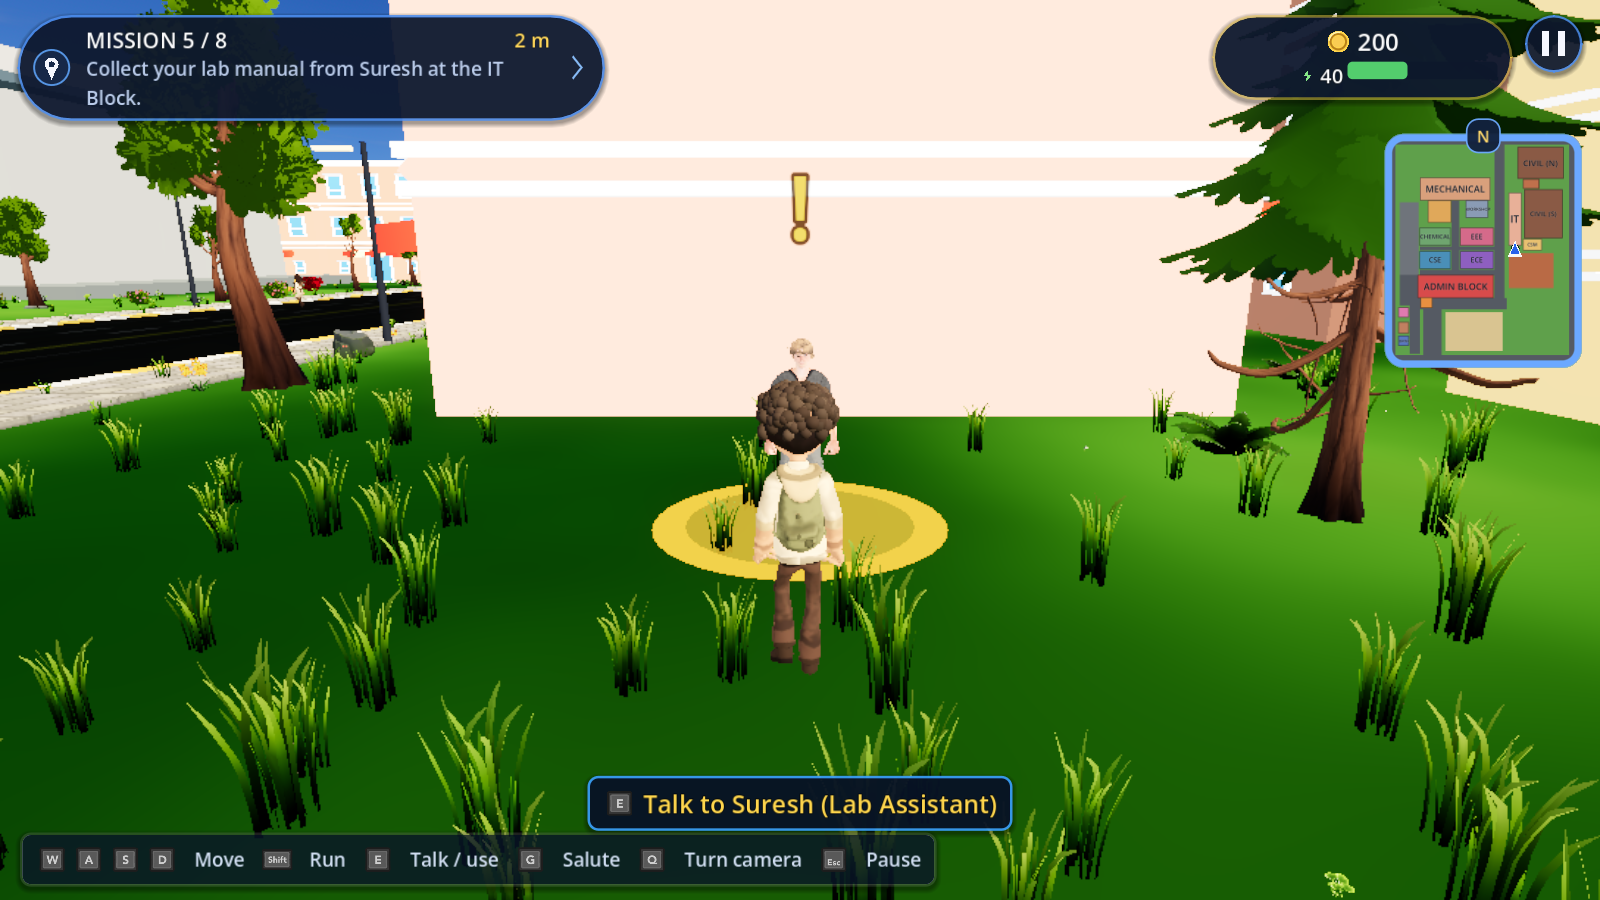 MISSION 5 / 8
2 m
Collect your lab manual from Suresh at the IT
Block.
200
40
N
CIVIL (N)
MECHANICAL
CIVIL (S)
IT
CHEMICAL
EEE
CSE
ECE
ADMIN BLOCK
E Talk to Suresh (Lab Assistant)
W A S D Move Shift Run E Talk / use G Salute Q Turn camera Esc Pause